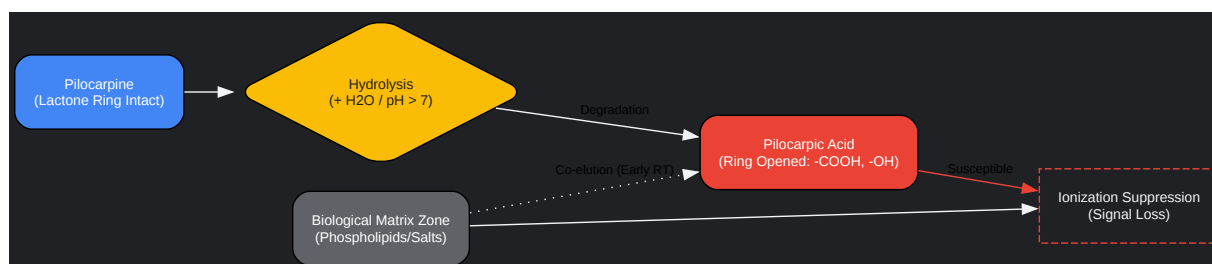 Pilocarpine
(Lactone Ring Intact)
Hydrolysis
(+ H2O / pH > 7)
Degradation
Pilocarpic Acid
(Ring Opened: -COOH, -OH)
Co-elution (Early RT)
Susceptible
Biological Matrix Zone
(Phospholipids/Salts)
Ionization Suppression
(Signal Loss)